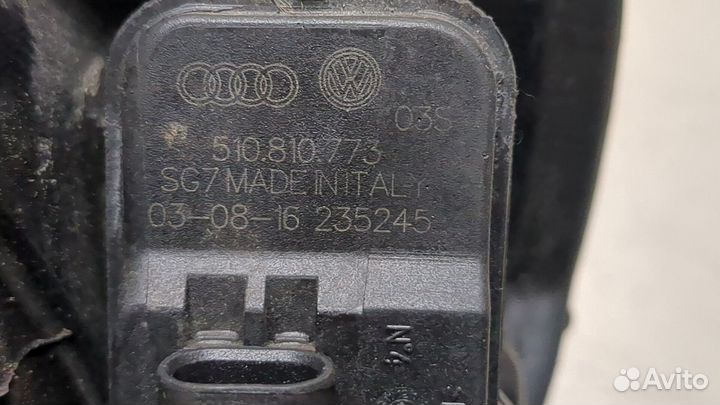 03S
510.810.773
SG7 MADE IN ITALY
03-08-16 235245
Avito